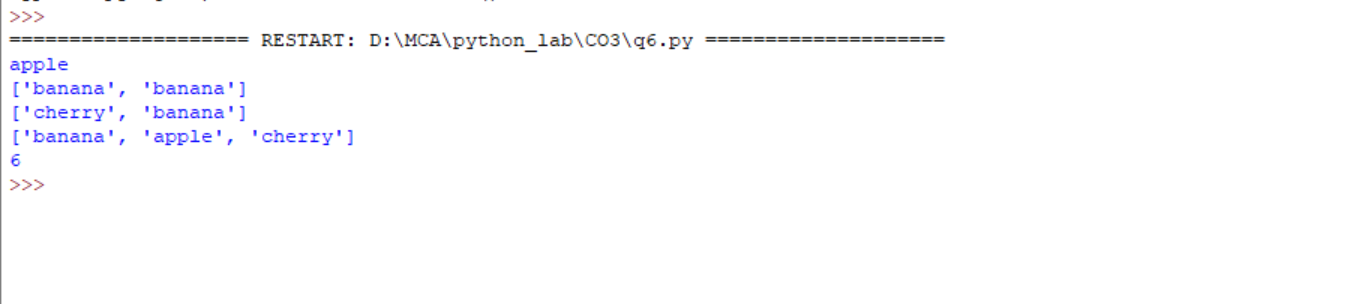 >>>
==================== RESTART: D:\MCA\python_lab\CO3\q6.py ====================
apple
['banana', 'banana']
['cherry', 'banana']
['banana', 'apple', 'cherry']
6
>>>